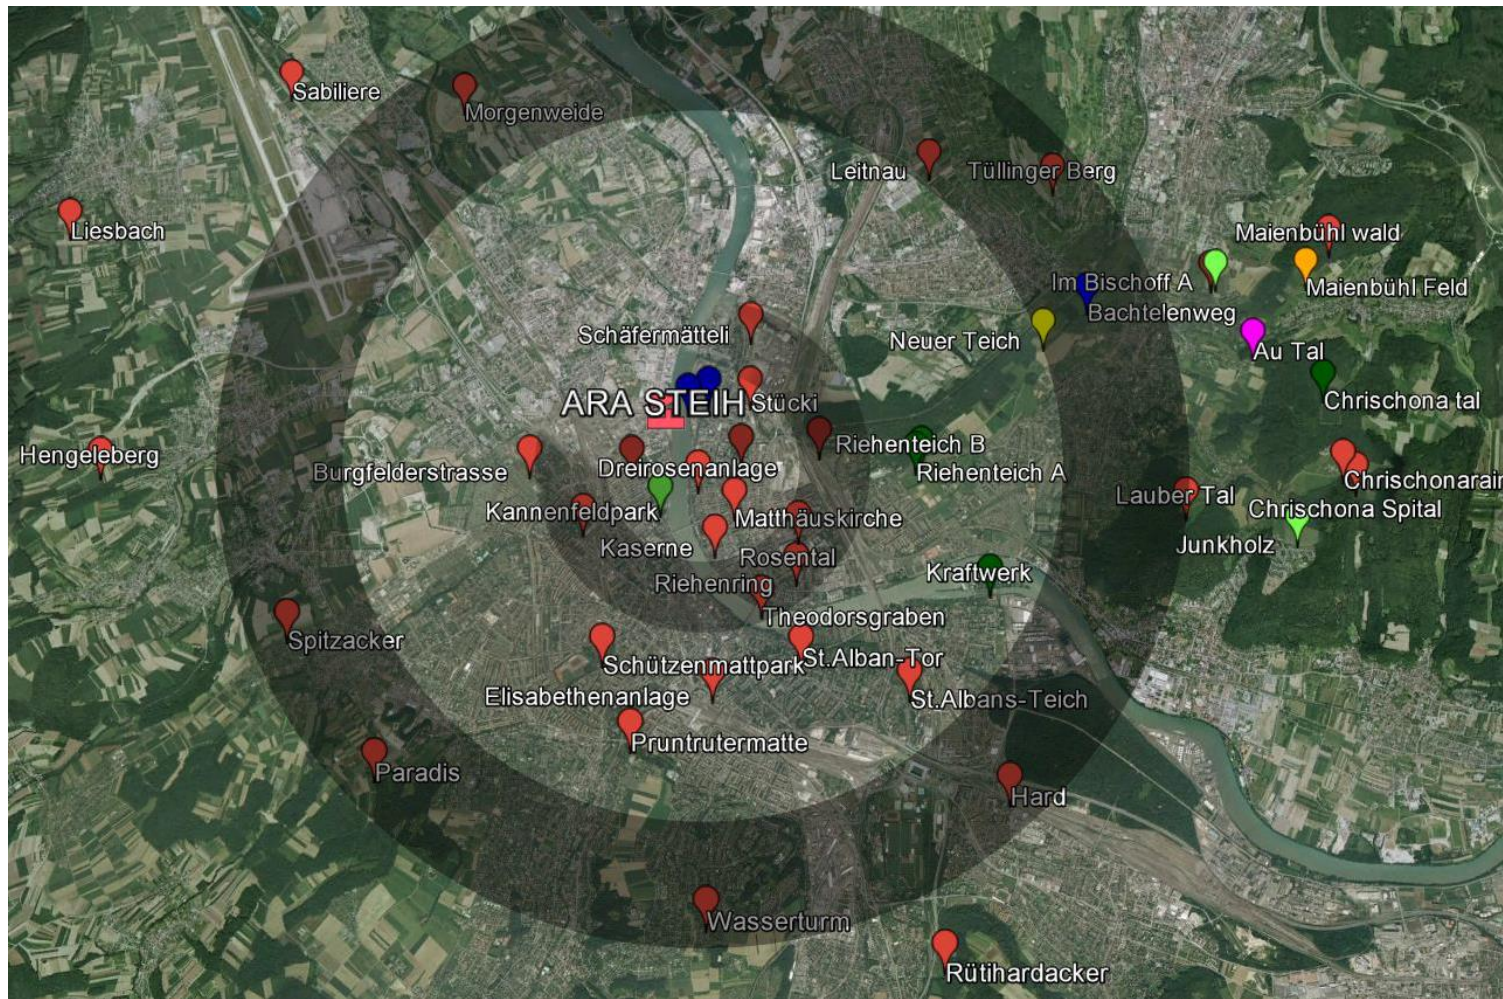 Sabiliere
Morgenweide
Leitnau
Tüllinger Berg
Liesbach
Maienbühl wald
Im Bischoff A
Maienbühl Feld
Bachtelenweg
Schäfermätteli
Neuer Teich
Au Tal
ARA STEIH
Stücki
Chrischona tal
Hengeleberg
Burgfelderstrasse
Dreirosenanlage
Riehenteich B
Riehenteich A
Chrischonarain
Lauber Tal
Chrischona Spital
Kannenfeldpark
Matthäuskirche
Kaserne
Rosental
Junkholz
Riehenring
Kraftwerk
Theodorsgraben
Spitzacker
Schützenmattpark
St.Alban-Tor
Elisabethenanlage
St.Albans-Teich
Pruntrutermatte
Paradis
Hard
Wasserturm
Rütihardacker